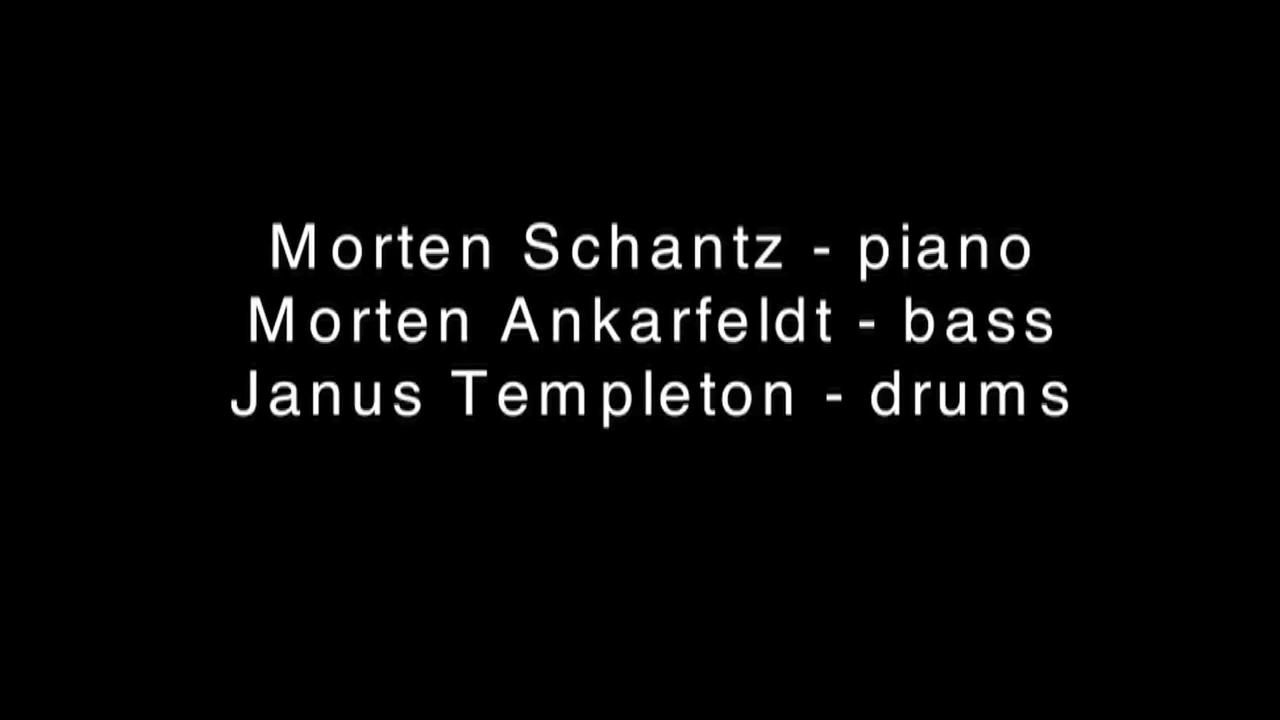 Morten Schantz - piano
Morten Ankarfeldt - bass
Janus Templeton - drums